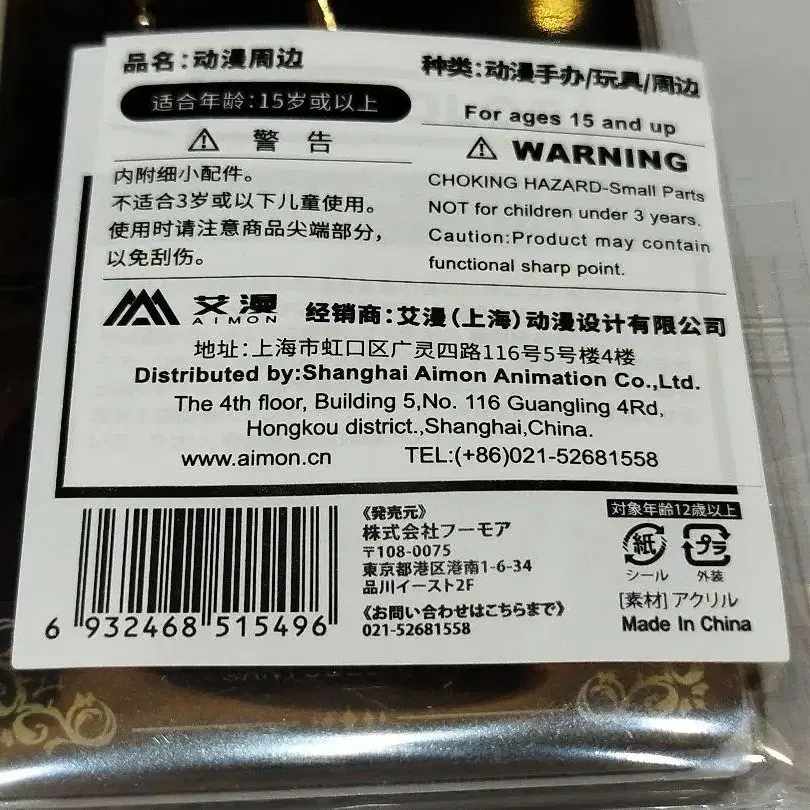 品名:动漫周边
种类:动漫手办/玩具/周边
适合年龄:15岁或以上
For ages 15 and up
警告
WARNING
内附细小配件。
不适合3岁或以下儿童使用。
使用时请注意商品尖端部分，
以免刮伤。
CHOKING HAZARD-Small Parts
NOT for children under 3 years.
Caution:Product may contain
functional sharp point.
艾漫
AIMON
经销商:艾漫(上海)动漫设计有限公司
地址:上海市虹口区广灵四路116号5号楼4楼
Distributed by:Shanghai Aimon Animation Co.,Ltd.
The 4th floor, Building 5,No. 116 Guangling 4Rd,
Hongkou district.,Shanghai,China.
www.aimon.cn TEL:(+86)021-52681558
6 932468 515496
《発売元》
株式会社フーモア
〒108-0075
東京都港区港南1-6-34
品川イースト2F
《お問い合わせはこちらまで》
021-52681558
対象年齢12歳以上
紙 プラ
シール 外装
[素材]アクリル
Made In China